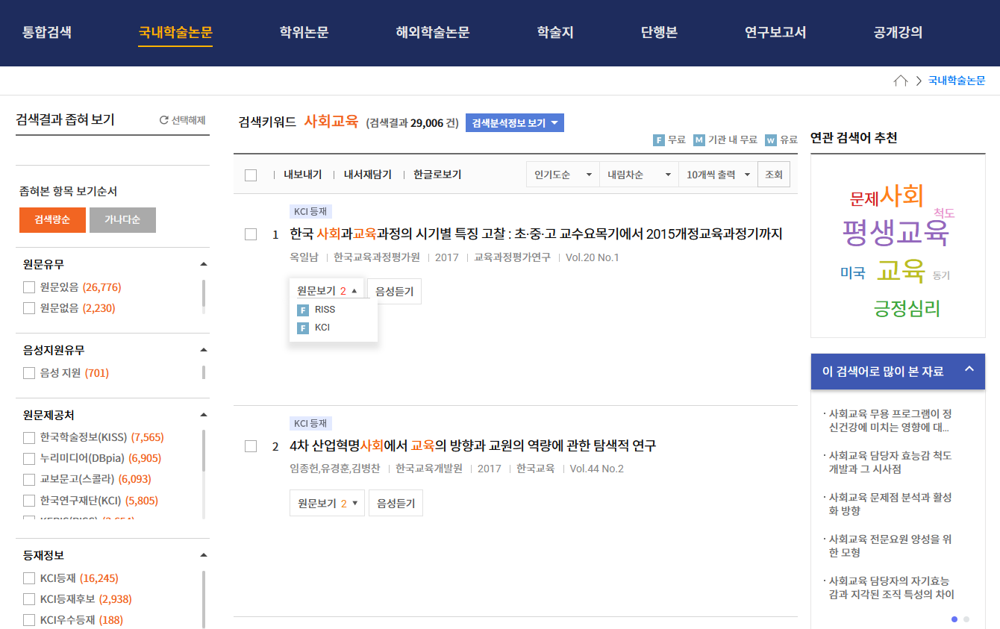 통합검색 국내학술논문 학위논문 해외학술논문 학술지 단행본 연구보고서 공개강의
국내학술논문
검색결과 좁혀 보기 선택해제
좁혀본 항목 보기순서
검색량순 가나다순
원문유무
원문있음 (26,776)
원문없음 (2,230)
음성지원유무
음성 지원 (701)
원문제공처
한국학술정보(KISS) (7,565)
누리미디어(DBpia) (6,905)
교보문고(스콜라) (6,093)
한국연구재단(KCI) (5,805)
KERIS(RISS) (3,654)
등재정보
KCI등재 (16,245)
KCI등재후보 (2,938)
KCI우수등재 (188)
검색키워드 사회교육 (검색결과 29,006 건) 검색분석정보 보기
F 무료 M 기관 내 무료 W 유료
내보내기 내서재담기 한글로보기 인기도순 내림차순 10개씩 출력 조회
KCI 등재
1 한국 사회과교육과정의 시기별 특징 고찰 : 초·중·고 교수요목기에서 2015개정교육과정기까지
옥일남 한국교육과정평가원 2017 교육과정평가연구 Vol.20 No.1
원문보기 2 음성듣기
F RISS
F KCI
KCI 등재
2 4차 산업혁명사회에서 교육의 방향과 교원의 역량에 관한 탐색적 연구
임종헌,유경훈,김병찬 한국교육개발원 2017 한국교육 Vol.44 No.2
원문보기 2 음성듣기
연관 검색어 추천
문제 사회
척도
평생교육
미국 교육 동기
긍정심리
이 검색어로 많이 본 자료
· 사회교육 무용 프로그램이 정
신건강에 미치는 영향에 대...
· 사회교육 담당자 효능감 척도
개발과 그 시사점
· 사회교육 문제점 분석과 활성
화 방향
· 사회교육 전문요원 양성을 위
한 모형
· 사회교육 담당자의 자기효능
감과 지각된 조직 특성의 차이